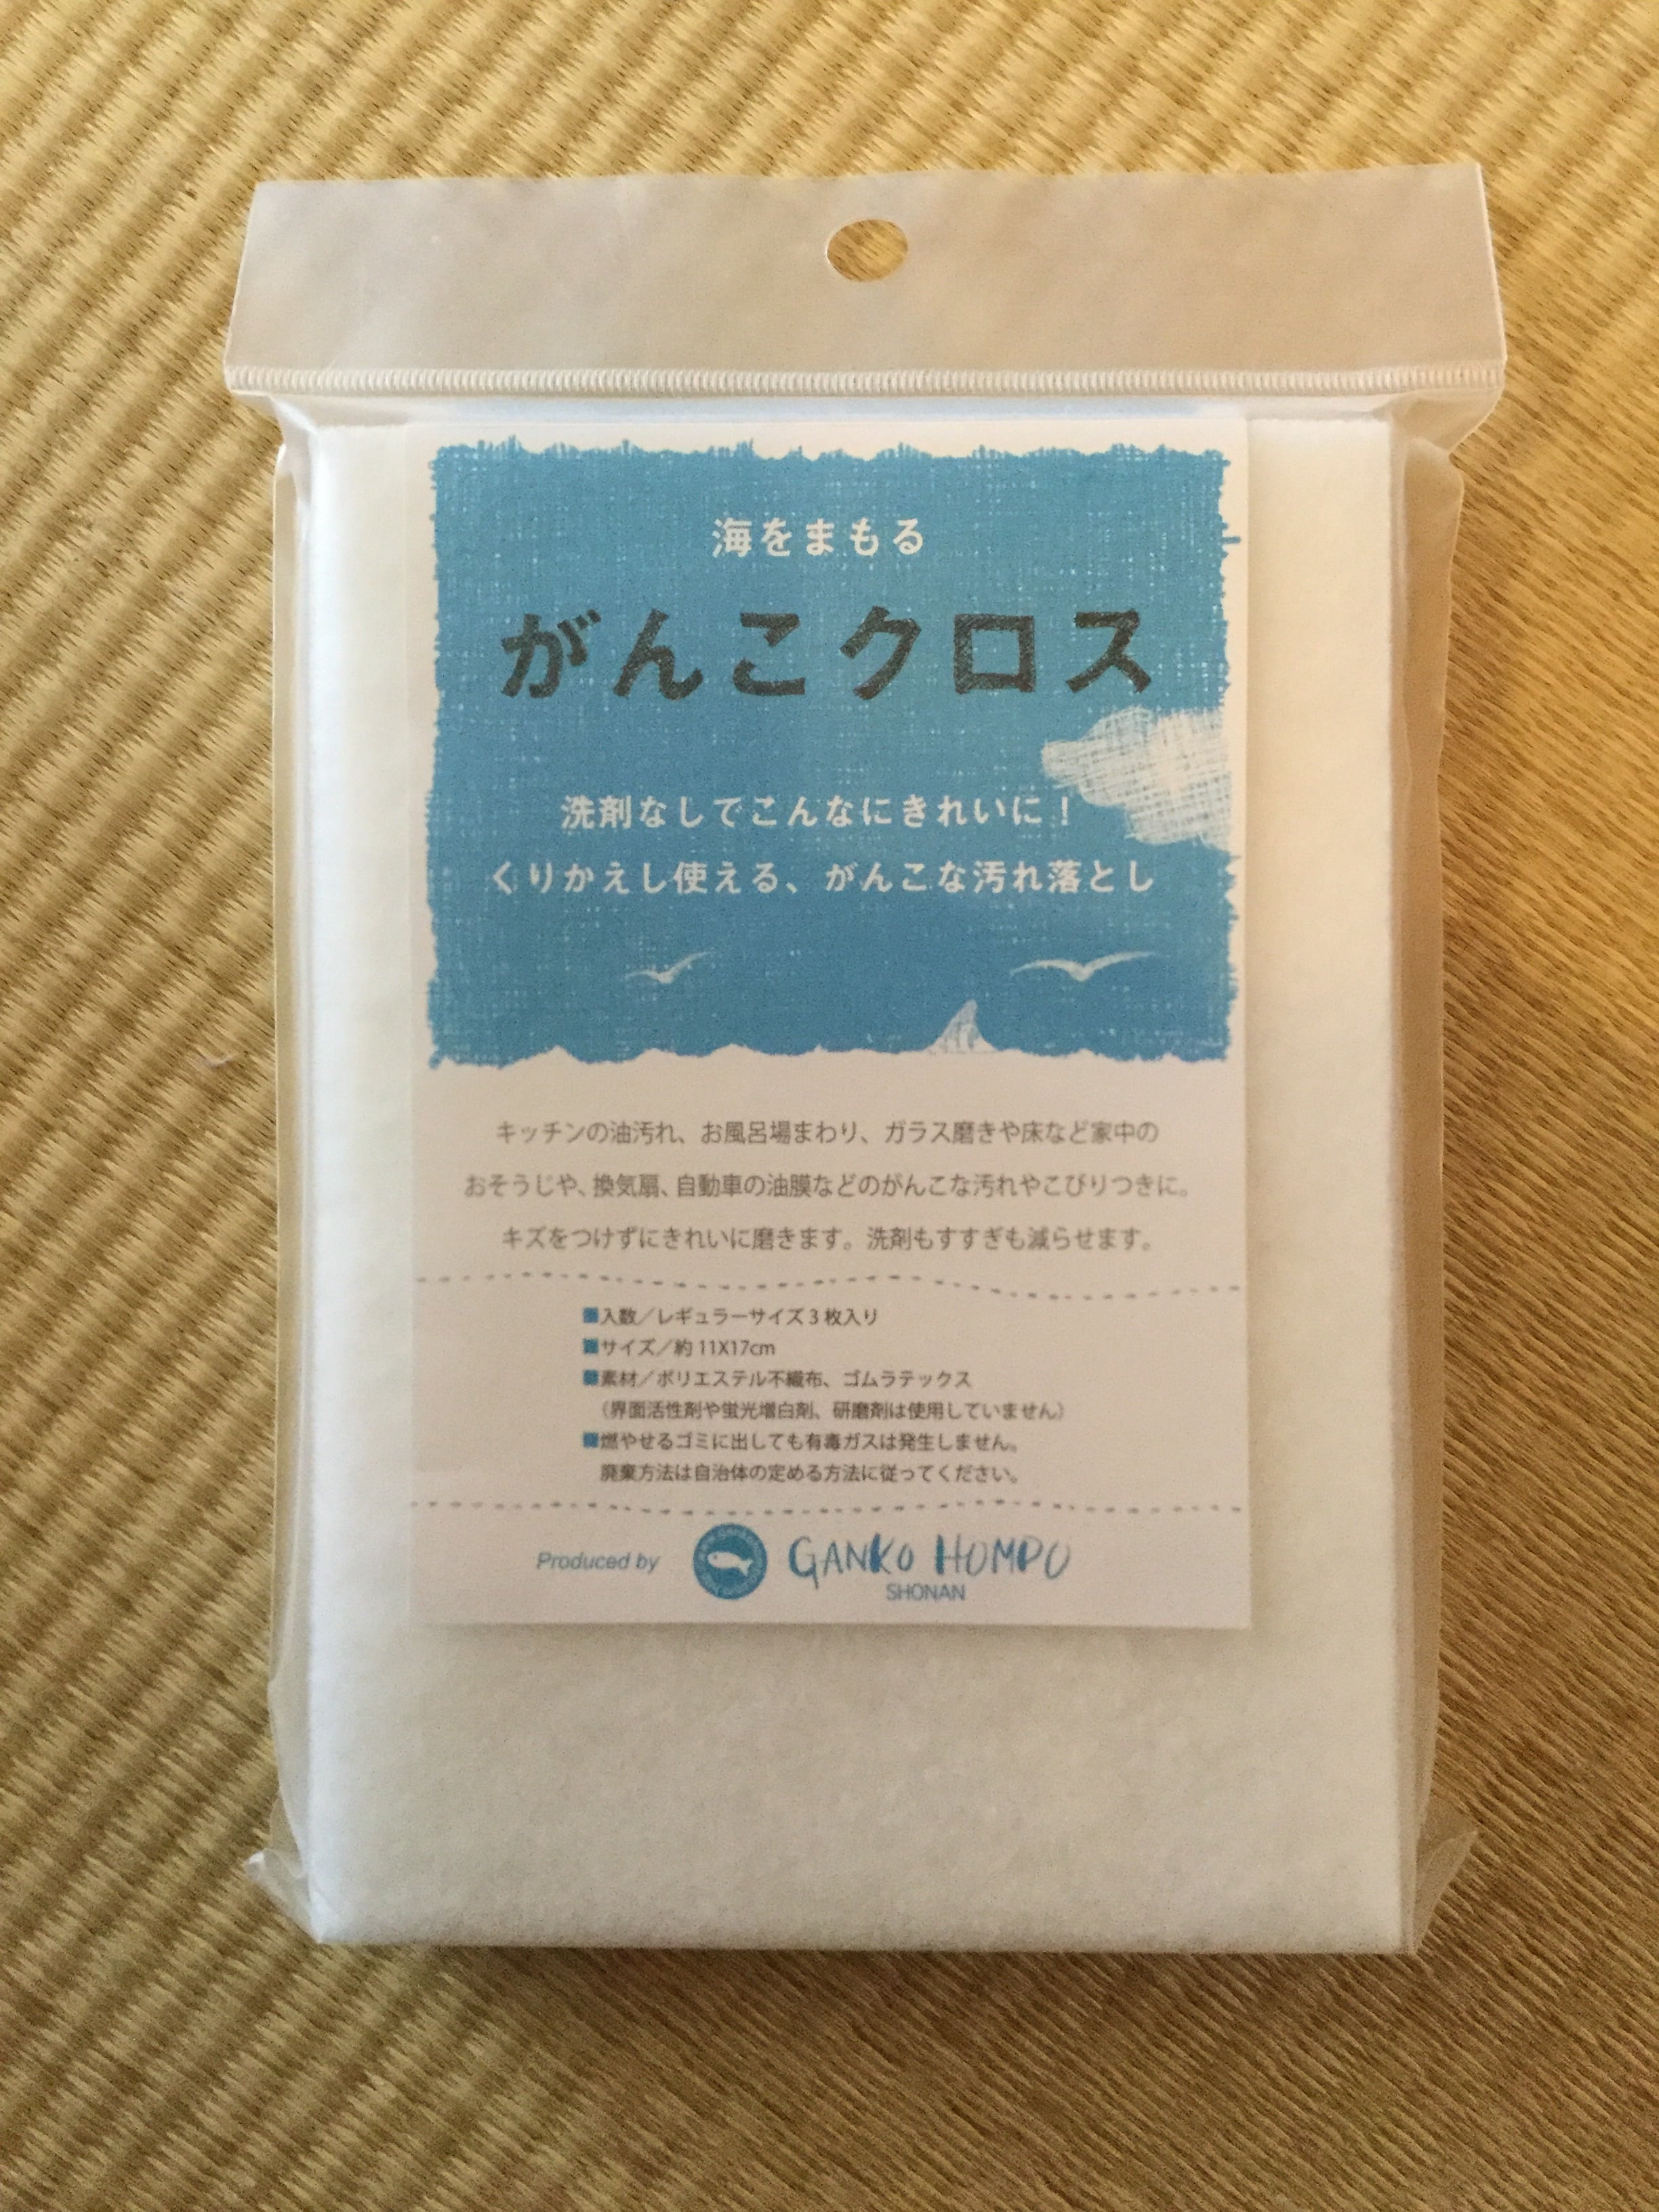 海をまもる
がんこクロス
洗剤なしでこんなにきれいに！
くりかえし使える、がんこな汚れ落とし
キッチンの油汚れ、お風呂場まわり、ガラス磨きや床など家中の
おそうじや、換気扇、自動車の油膜などのがんこな汚れやこびりつきに。
キズをつけずにきれいに磨きます。洗剤もすすぎも減らせます。
■入数／レギュラーサイズ3枚入り
■サイズ／約11X17cm
■素材／ポリエステル不織布、ゴムラテックス
（界面活性剤や蛍光増白剤、研磨剤は使用していません）
■燃やせるゴミに出しても有毒ガスは発生しません。
廃棄方法は自治体の定める方法に従ってください。
Produced by GANKO HOMPO
SHONAN